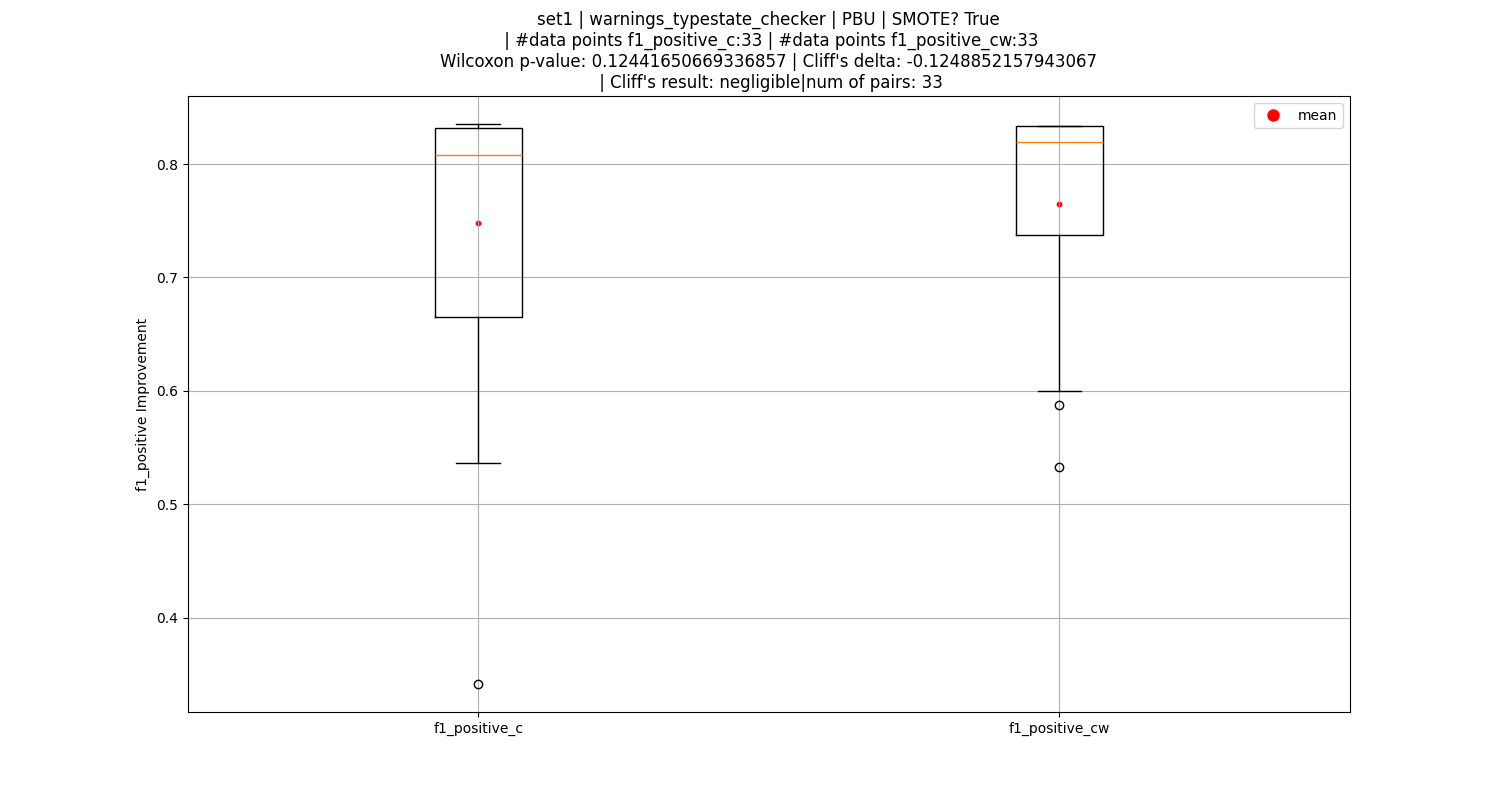 set1 | warnings_typestate_checker | PBU | SMOTE? True
| #data points f1_positive_c:33 | #data points f1_positive_cw:33
Wilcoxon p-value: 0.12441650669336857 | Cliff's delta: -0.1248852157943067
| Cliff's result: negligible|num of pairs: 33
mean
0.8
0.7
0.6
0.5
0.4
f1_positive Improvement
f1_positive_c
f1_positive_cw